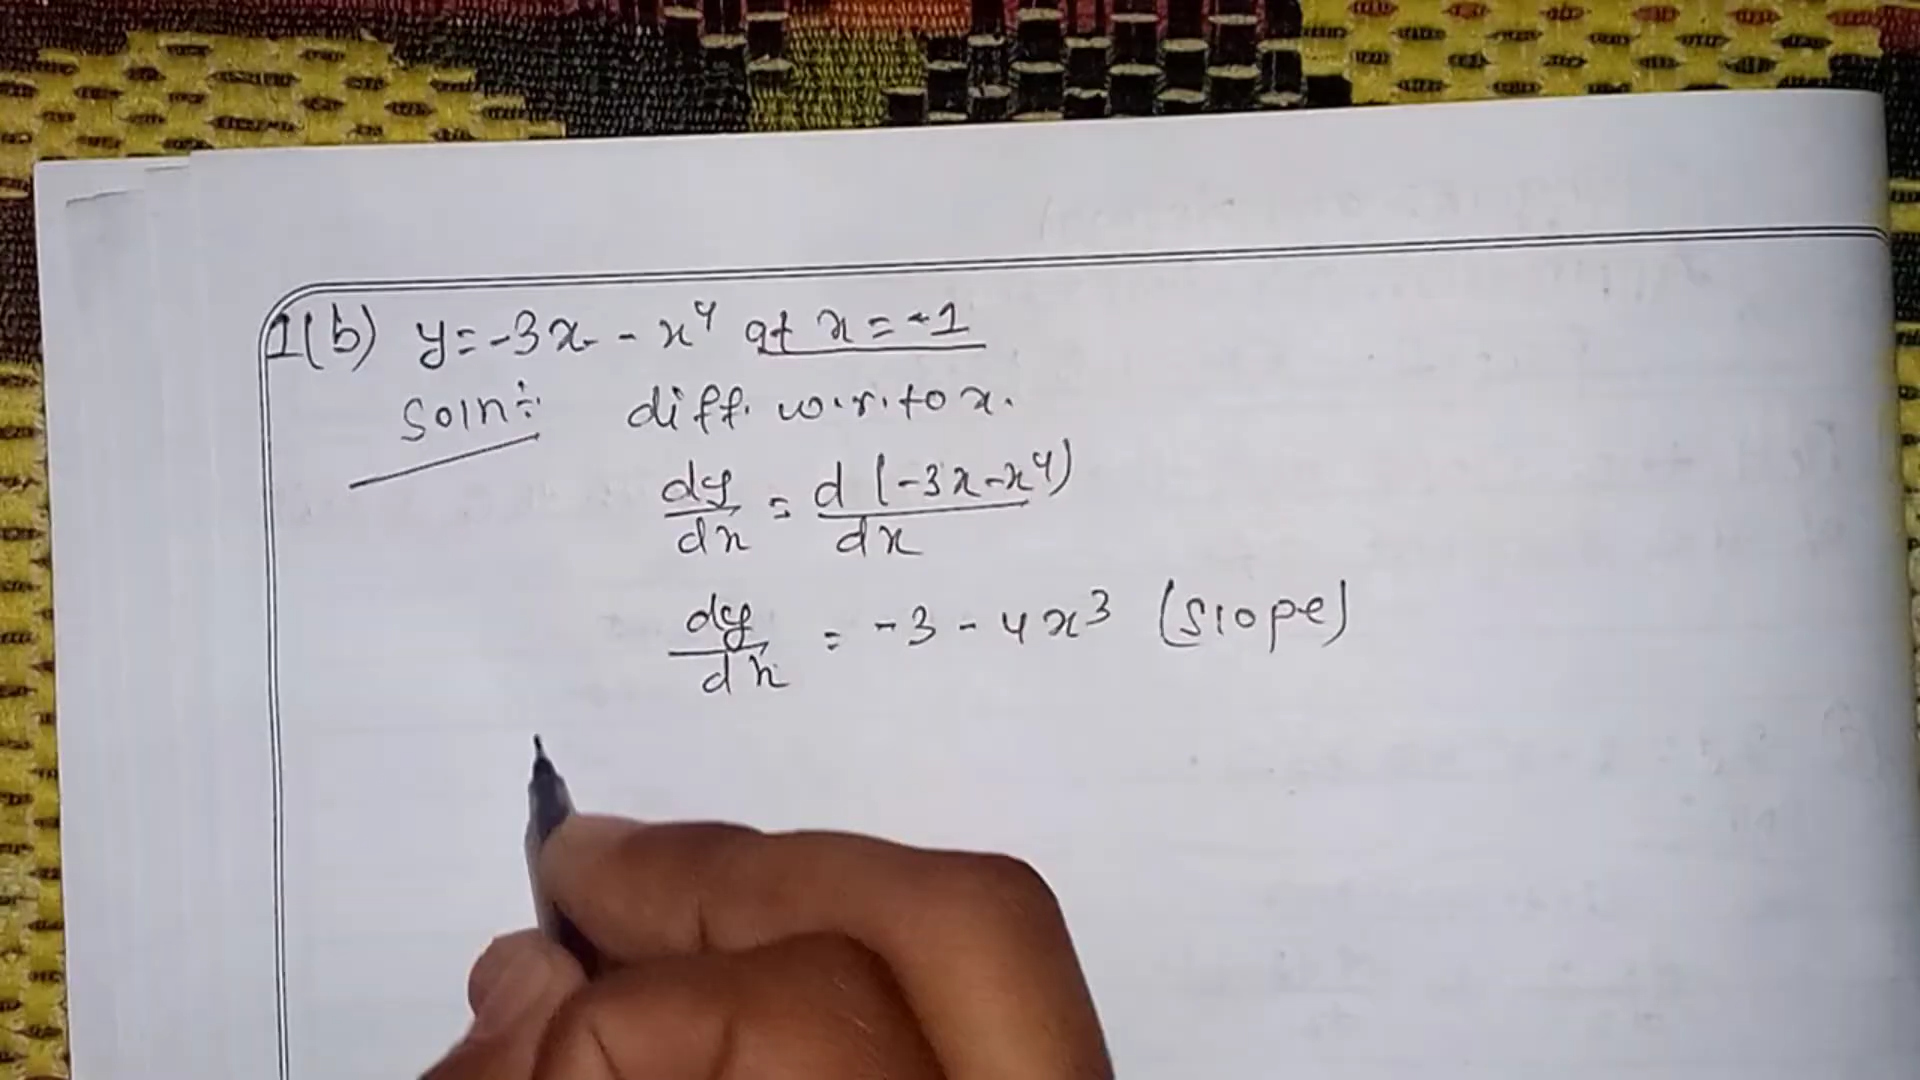 1(b) y=-3x - x⁴ at x = -1
Soln÷ diff. w.r.to x.
dy/dx = d (-3x-x⁴)/dx
dy/dx = -3 - 4x³ (slope)